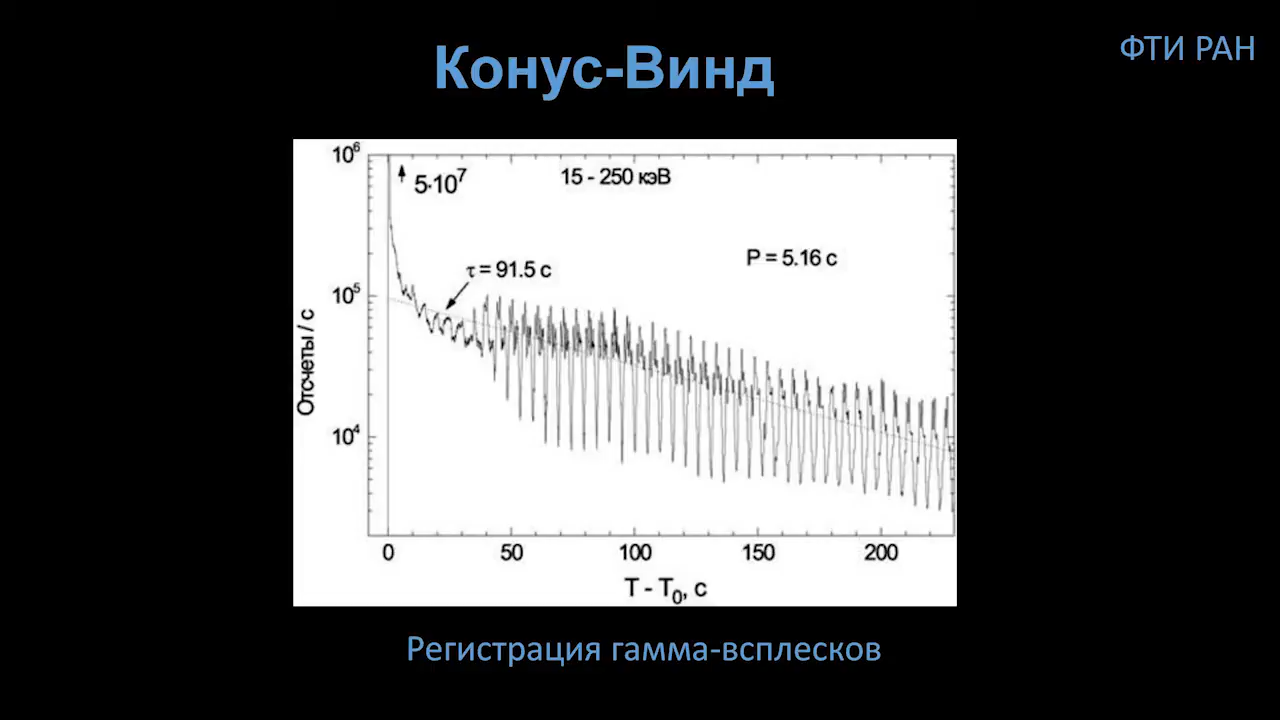 ФТИ РАН
Конус-Винд
10⁶
5·10⁷
15 - 250 кэВ
P = 5.16 с
τ = 91.5 с
10⁵
Отсчеты / с
10⁴
0 50 100 150 200
T - T₀, с
Регистрация гамма-всплесков